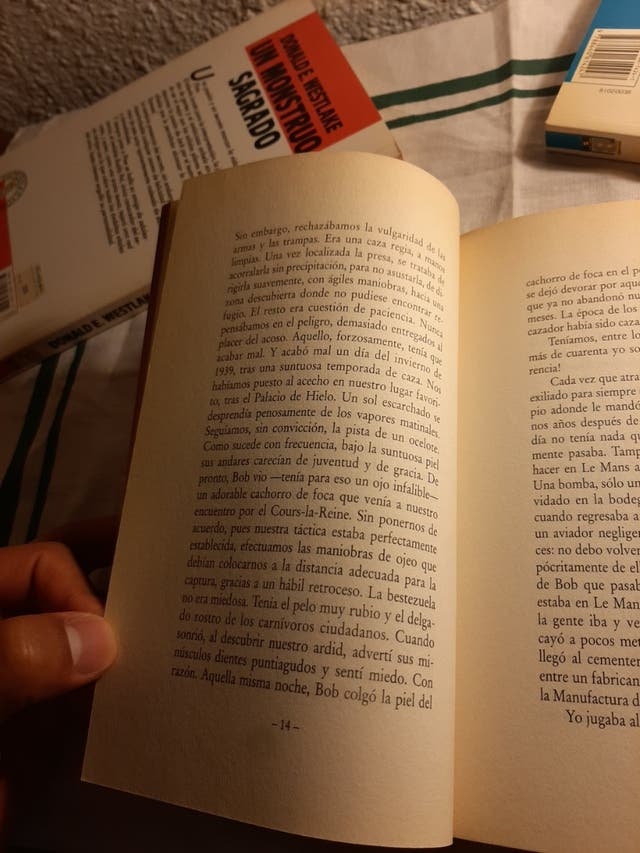 DONALD E. WESTLAKE
UN MONSTRUO
SAGRADO
DONALD E. WESTLAKE
Sin embargo, rechazábamos la vulgaridad de las
armas y las trampas. Era una caza regia, a manos
limpias. Una vez localizada la presa, se trataba de
acorralarla sin precipitación, para no asustarla, de di-
rigirla suavemente, con ágiles maniobras, hacia una
zona descubierta donde no pudiese encontrar re-
fugio. El resto era cuestión de paciencia. Nunca
pensábamos en el peligro, demasiado entregados al
placer del acoso. Aquello, forzosamente, tenía que
acabar mal. Y acabó mal un día del invierno de
1939, tras una suntuosa temporada de caza. Nos
habíamos puesto al acecho en nuestro lugar favori-
to, tras el Palacio de Hielo. Un sol escarchado se
desprendía penosamente de los vapores matinales.
Seguíamos, sin convicción, la pista de un ocelote.
Como sucede con frecuencia, bajo la suntuosa piel
sus andares carecían de juventud y de gracia. De
pronto, Bob vio —tenía para eso un ojo infalible—
un adorable cachorro de foca que venía a nuestro
encuentro por el Cours-la-Reine. Sin ponernos de
acuerdo, pues nuestra táctica estaba perfectamente
establecida, efectuamos las maniobras de ojeo que
debían colocarnos a la distancia adecuada para la
captura, gracias a un hábil retroceso. La bestezuela
no era miedosa. Tenía el pelo muy rubio y el delga-
do rostro de los carnívoros ciudadanos. Cuando
sonrió, al descubrir nuestro ardid, advertí sus mi-
núsculos dientes puntiagudos y sentí miedo. Con
razón. Aquella misma noche, Bob colgó la piel del
– 14 –
cachorro de foca en el
se dejó devorar por aque
que ya no abandonó
meses. La época de los
cazador había sido caza
Teníamos, entre lo
más de cuarenta yo so
rencia!
Cada vez que atra
exiliado para siempre
pio adonde le mandó
nos años después de
día no tenía nada qu
mente pasaba. Tamp
hacer en Le Mans a
Una bomba, sólo un
vidado en la bodeg
cuando regresaba a
un aviador negligen
ces: no debo volver
pócritamente de el
de Bob que pasab
estaba en Le Man
la gente iba y ve
cayó a pocos met
llegó al cementer
entre un fabrican
la Manufactura d
Yo jugaba al